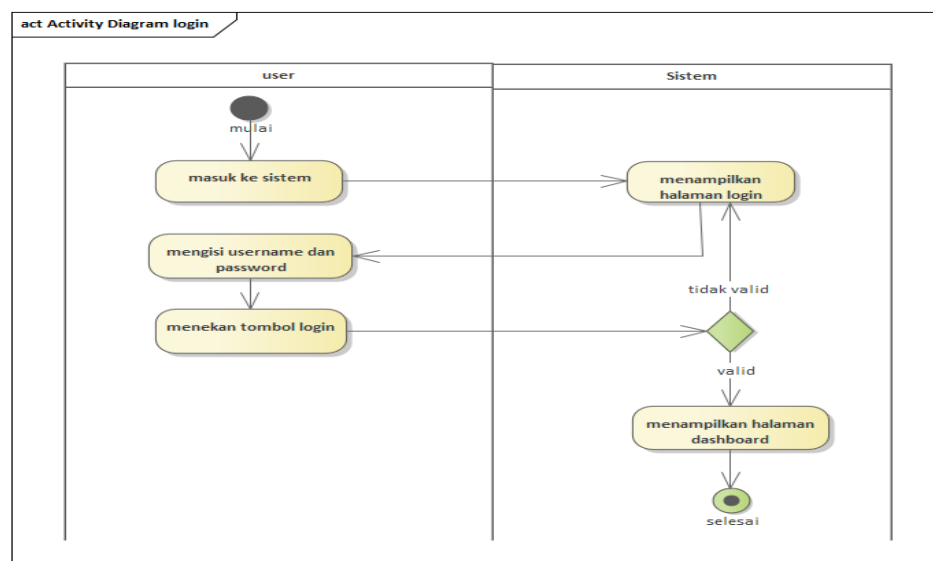 act Activity Diagram login
user
Sistem
mulai
masuk ke sistem
menampilkan
halaman login
mengisi username dan
password
menekan tombol login
tidak valid
valid
menampilkan halaman
dashboard
selesai